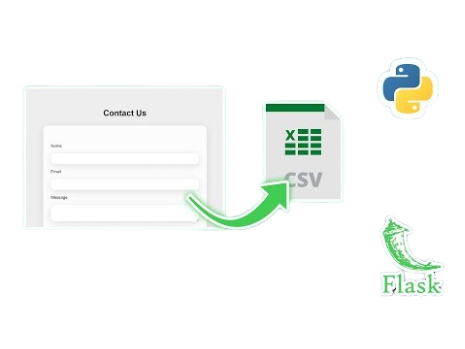 Contact Us
Name
Email
Message
X
CSV
Flask